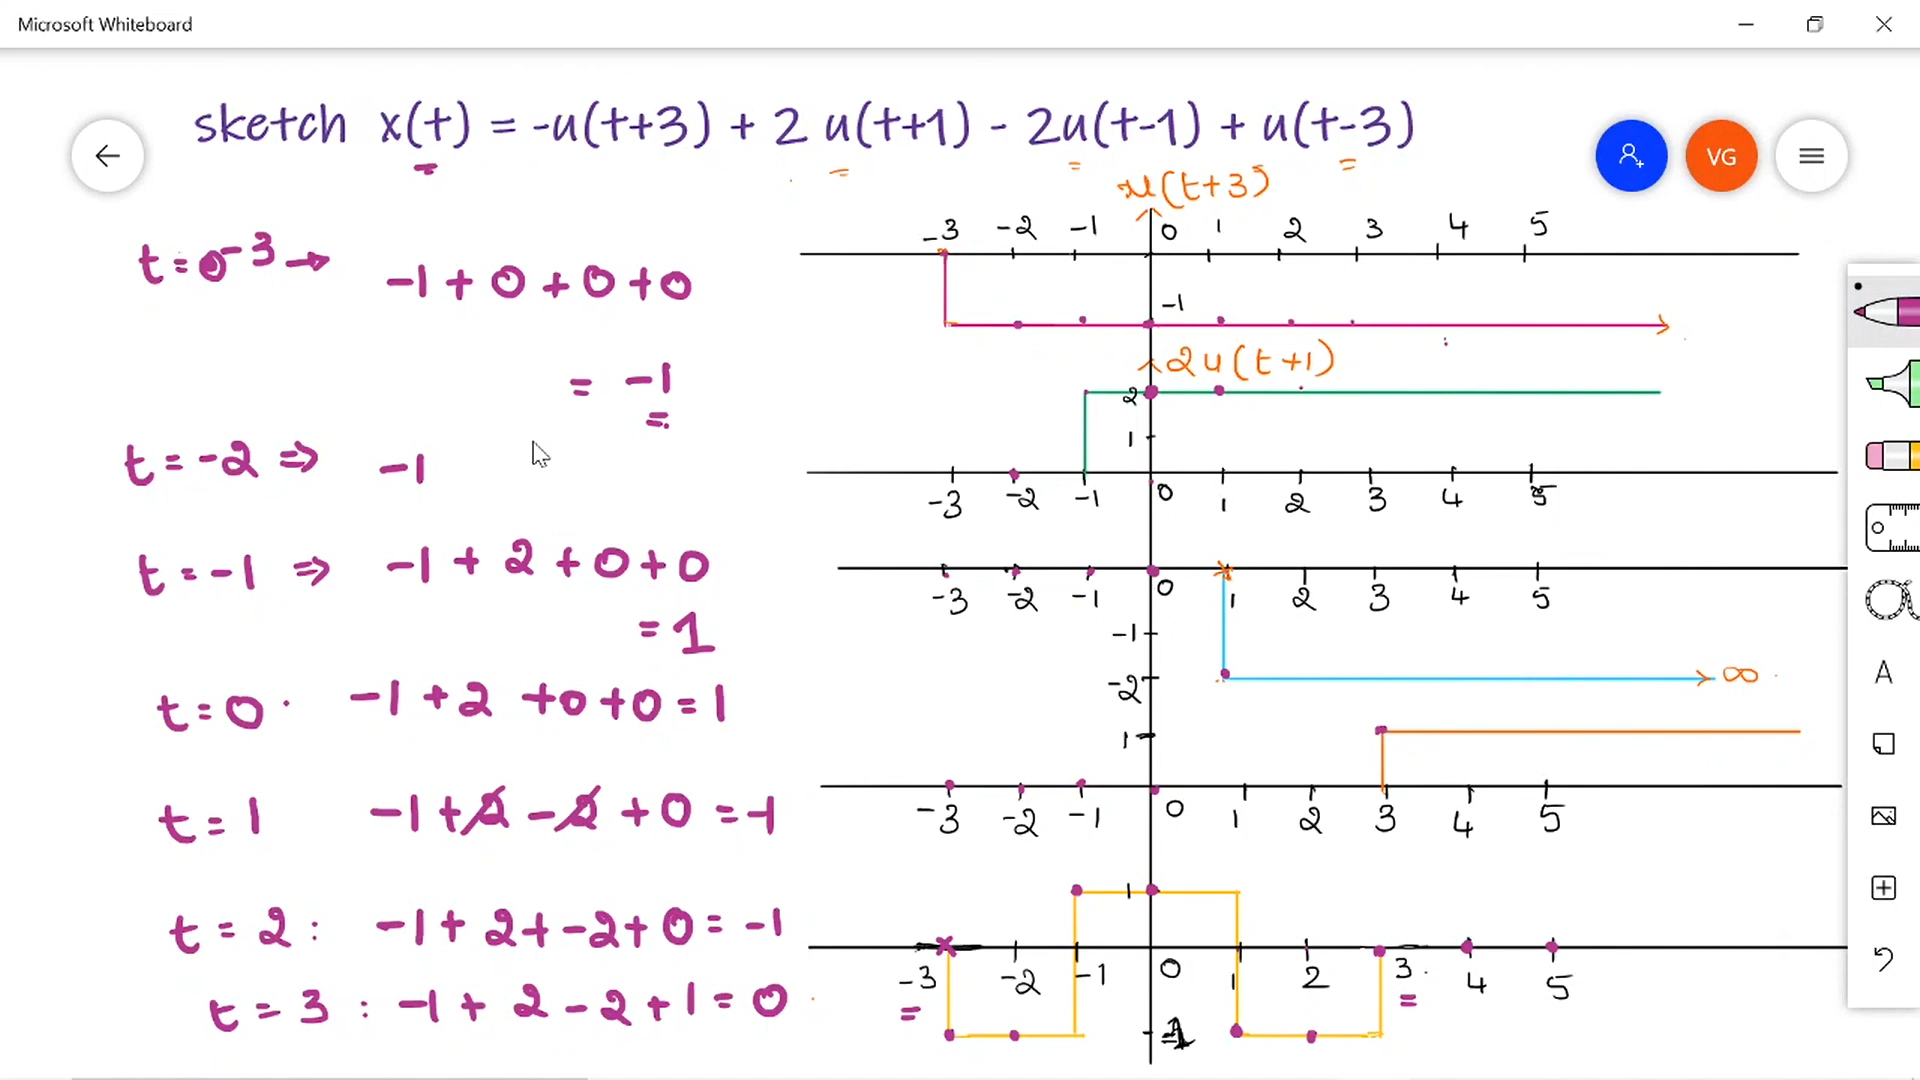 Microsoft Whiteboard
sketch x(t) = -u(t+3) + 2 u(t+1) - 2u(t-1) + u(t-3)
VG
u(t+3)
-3 -2 -1 0 1 2 3 4 5
-1
t = -3 → -1 + 0 + 0 + 0
= -1
2u(t+1)
2
1
-3 -2 -1 0 1 2 3 4 5
t = -2 ⇒ -1
t = -1 ⇒ -1 + 2 + 0 + 0
= 1
-3 -2 -1 0 1 2 3 4 5
-1
-2
∞
t = 0 -1 + 2 + 0 + 0 = 1
1
-3 -2 -1 0 1 2 3 4 5
t = 1 -1 + 2 - 2 + 0 = -1
t = 2 : -1 + 2 + -2 + 0 = -1
t = 3 : -1 + 2 - 2 + 1 = 0
1
-3 -2 -1 0 1 2 3 4 5
-1
A